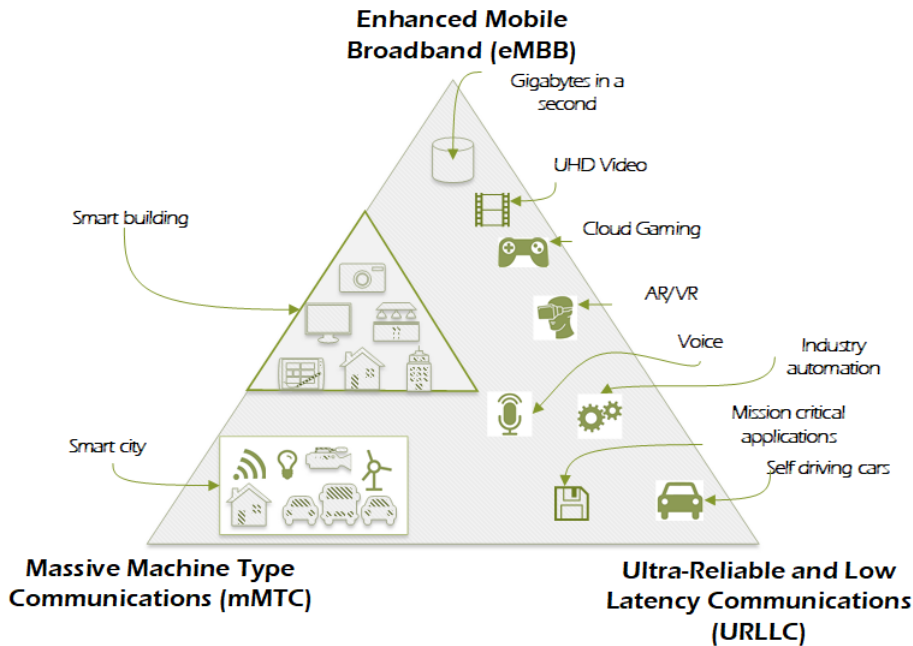 Enhanced Mobile
Broadband (eMBB)
Gigabytes in a
second
UHD Video
Smart building
Cloud Gaming
AR/VR
Voice
Industry
automation
Mission critical
applications
Smart city
Self driving cars
Massive Machine Type
Communications (mMTC)
Ultra-Reliable and Low
Latency Communications
(URLLC)